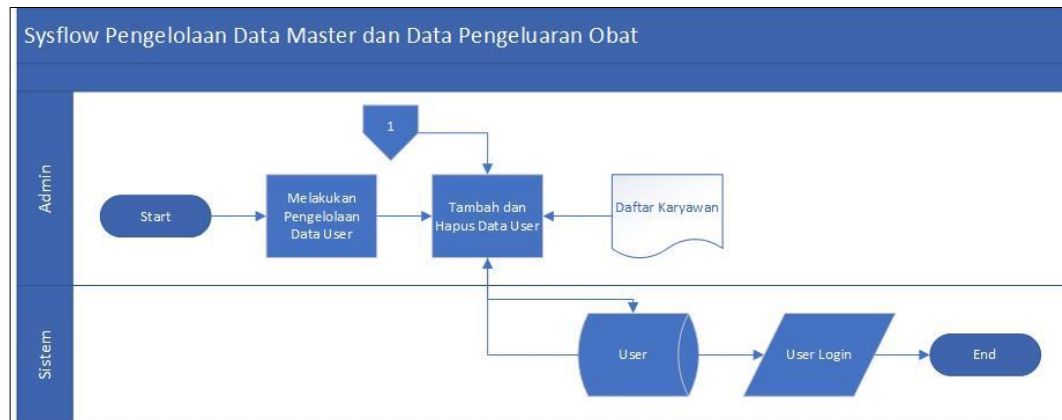 Sysflow Pengelolaan Data Master dan Data Pengeluaran Obat
Admin
1
Start
Melakukan
Pengelolaan
Data User
Tambah dan
Hapus Data User
Daftar Karyawan
Sistem
User
User Login
End